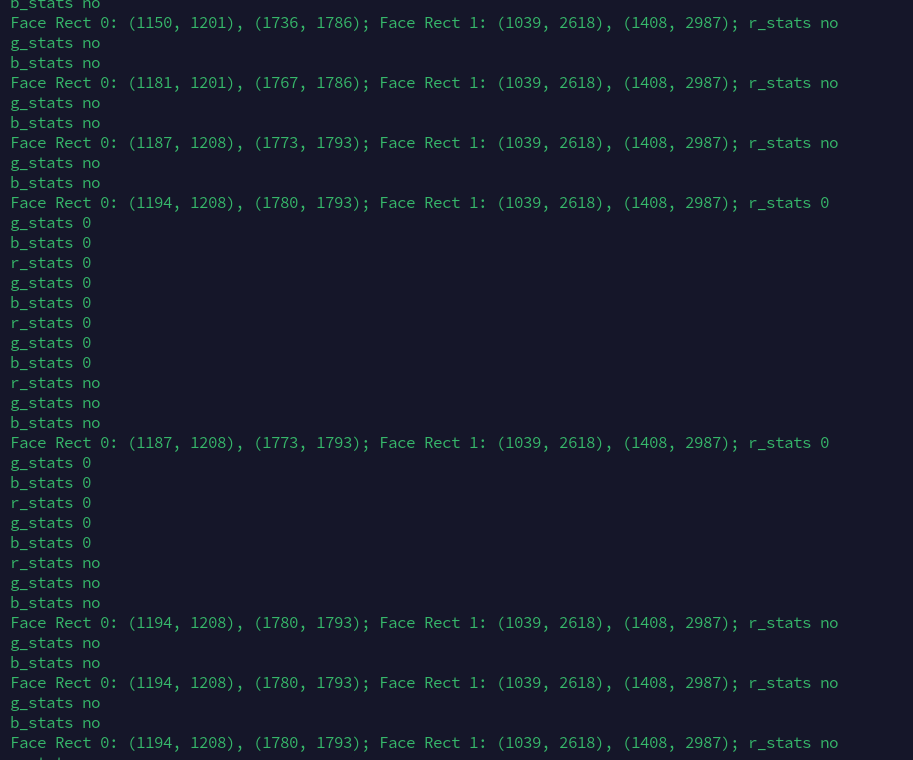 b_stats no
Face Rect 0: (1150, 1201), (1736, 1786); Face Rect 1: (1039, 2618), (1408, 2987); r_stats no
g_stats no
b_stats no
Face Rect 0: (1181, 1201), (1767, 1786); Face Rect 1: (1039, 2618), (1408, 2987); r_stats no
g_stats no
b_stats no
Face Rect 0: (1187, 1208), (1773, 1793); Face Rect 1: (1039, 2618), (1408, 2987); r_stats no
g_stats no
b_stats no
Face Rect 0: (1194, 1208), (1780, 1793); Face Rect 1: (1039, 2618), (1408, 2987); r_stats 0
g_stats 0
b_stats 0
r_stats 0
g_stats 0
b_stats 0
r_stats 0
g_stats 0
b_stats 0
r_stats no
g_stats no
b_stats no
Face Rect 0: (1187, 1208), (1773, 1793); Face Rect 1: (1039, 2618), (1408, 2987); r_stats 0
g_stats 0
b_stats 0
r_stats 0
g_stats 0
b_stats 0
r_stats no
g_stats no
b_stats no
Face Rect 0: (1194, 1208), (1780, 1793); Face Rect 1: (1039, 2618), (1408, 2987); r_stats no
g_stats no
b_stats no
Face Rect 0: (1194, 1208), (1780, 1793); Face Rect 1: (1039, 2618), (1408, 2987); r_stats no
g_stats no
b_stats no
Face Rect 0: (1194, 1208), (1780, 1793); Face Rect 1: (1039, 2618), (1408, 2987); r_stats no